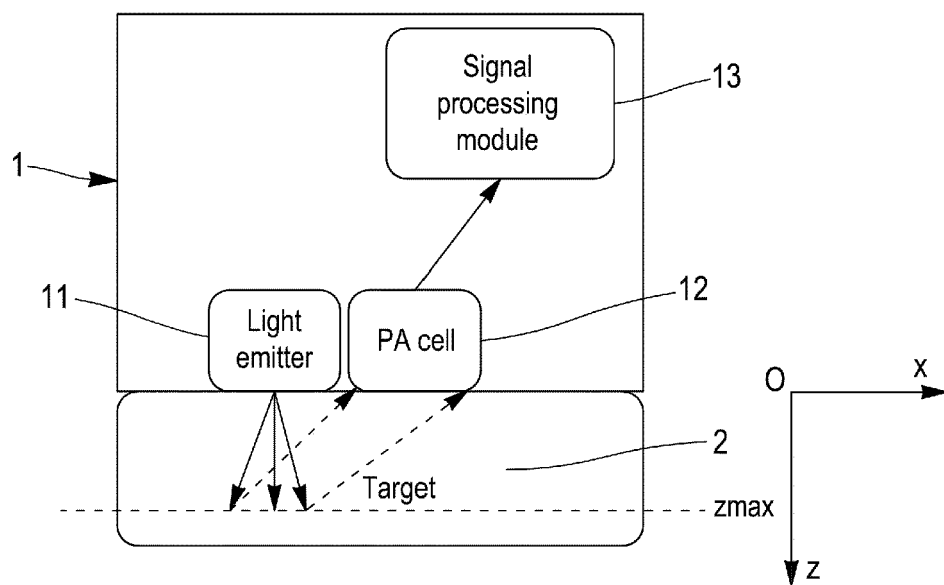 Signal
processing
module
13
1
11
Light
emitter
PA cell
12
O
x
2
Target
zmax
z